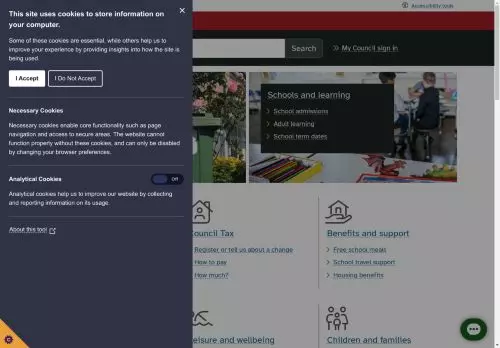 This site uses cookies to store information on
your computer.
Some of these cookies are essential, while others help us to
improve your experience by providing insights into how the site is
being used.
I Accept
I Do Not Accept
Necessary Cookies
Necessary cookies enable core functionality such as page
navigation and access to secure areas. The website cannot
function properly without these cookies, and can only be disabled
by changing your browser preferences.
Analytical Cookies
Off
Analytical cookies help us to improve our website by collecting
and reporting information on its usage.
About this tool
Accessibility tools
Search
My Council sign in
Schools and learning
School admissions
Adult learning
School term dates
Council Tax
Register or tell us about a change
How to pay
How much?
Benefits and support
Free school meals
School travel support
Housing benefits
Leisure and wellbeing
Children and families